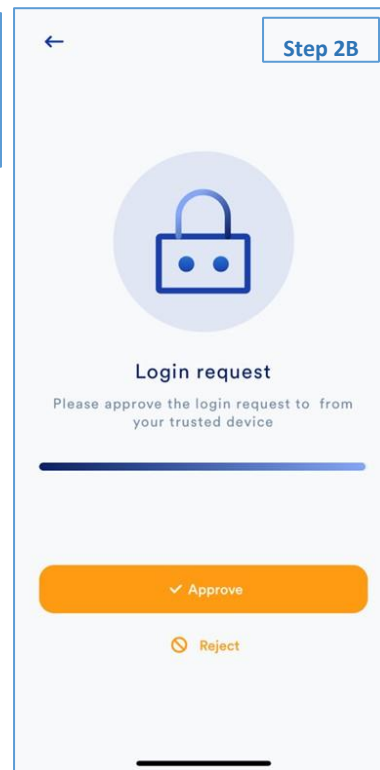 Step 2B
Login request
Please approve the login request to from
your trusted device
Approve
Reject